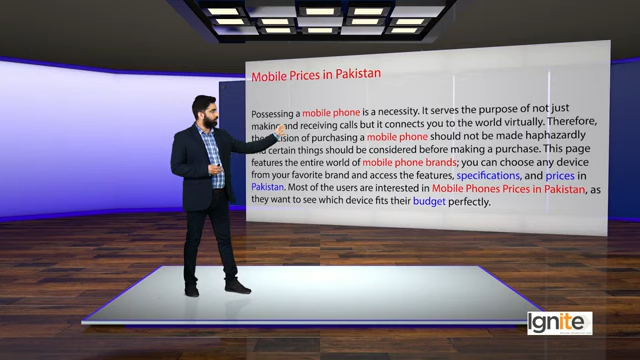 Mobile Prices in Pakistan
Possessing a mobile phone is a necessity. It serves the purpose of not just
making and receiving calls but it connects you to the world virtually. Therefore,
the decision of purchasing a mobile phone should not be made haphazardly
and certain things should be considered before making a purchase. This page
features the entire world of mobile phone brands; you can choose any device
from your favorite brand and access the features, specifications, and prices in
Pakistan. Most of the users are interested in Mobile Phones Prices in Pakistan, as
they want to see which device fits their budget perfectly.
Ignite